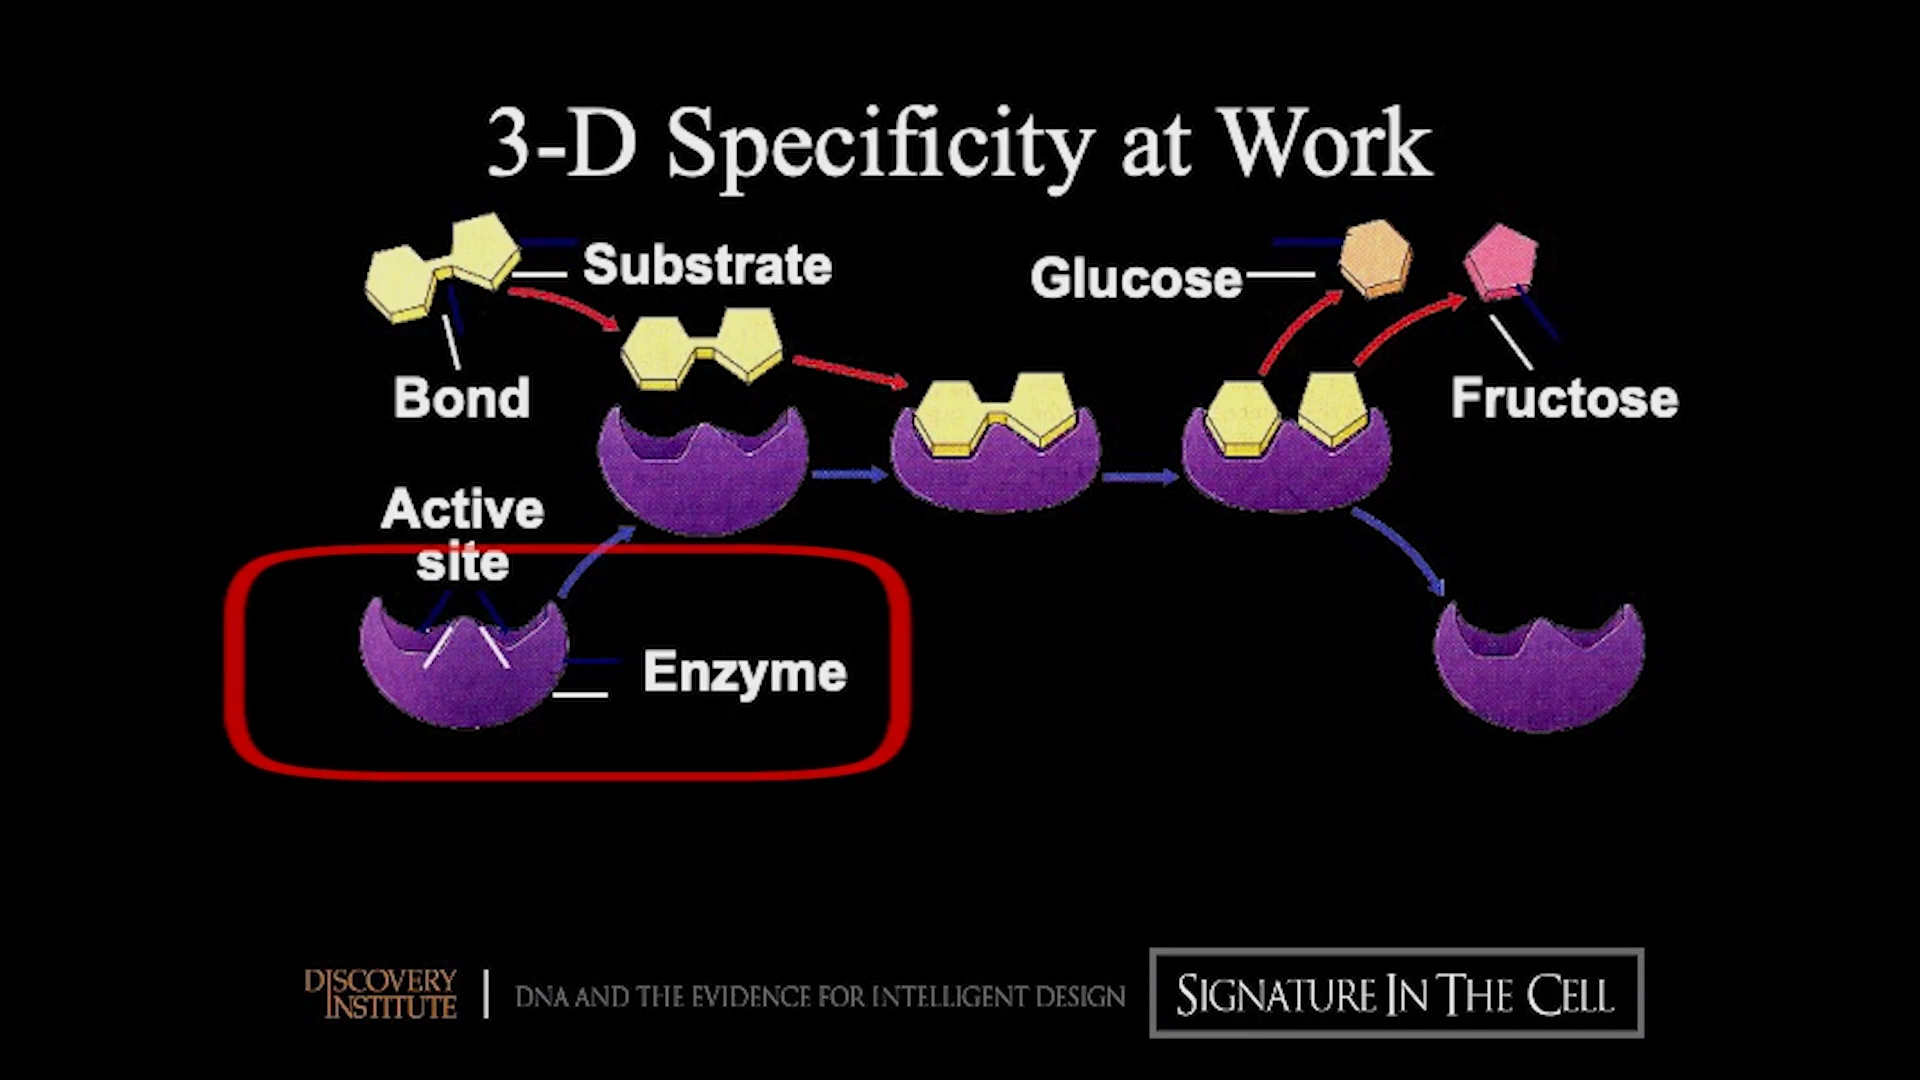 3-D Specificity at Work
Substrate
Glucose
Bond
Fructose
Active
site
Enzyme
DISCOVERY
INSTITUTE
DNA AND THE EVIDENCE FOR INTELLIGENT DESIGN
SIGNATURE IN THE CELL